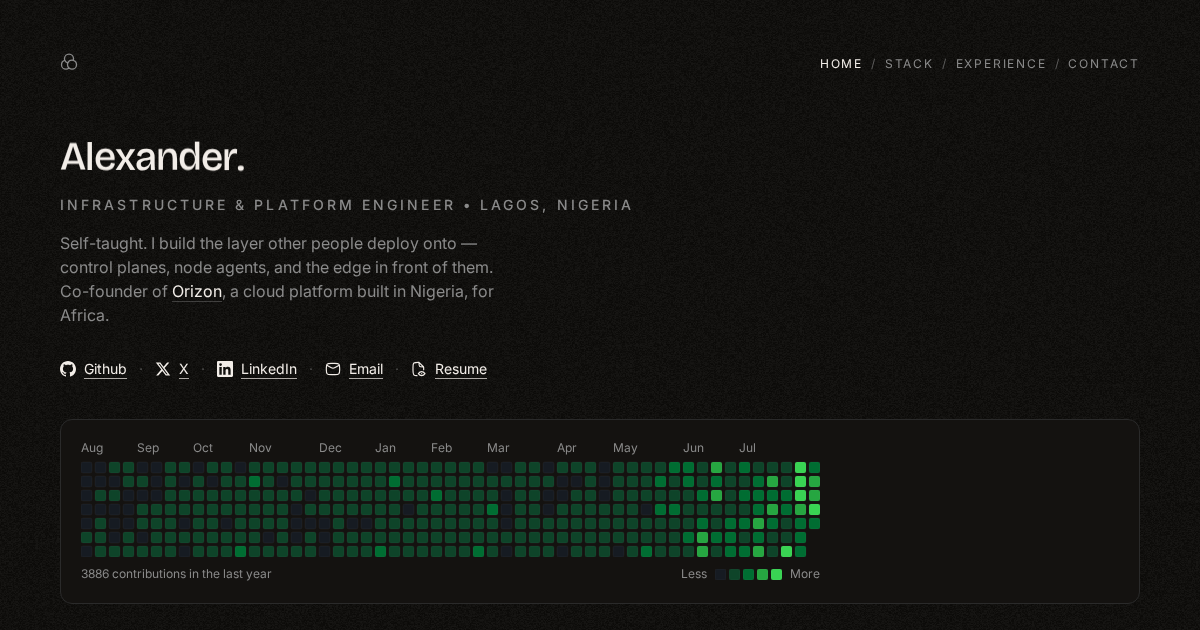 HOME / STACK / EXPERIENCE / CONTACT
Alexander.
INFRASTRUCTURE & PLATFORM ENGINEER • LAGOS, NIGERIA
Self-taught. I build the layer other people deploy onto —
control planes, node agents, and the edge in front of them.
Co-founder of Orizon, a cloud platform built in Nigeria, for
Africa.
Github · X · LinkedIn · Email · Resume
Aug Sep Oct Nov Dec Jan Feb Mar Apr May Jun Jul
3886 contributions in the last year
Less More